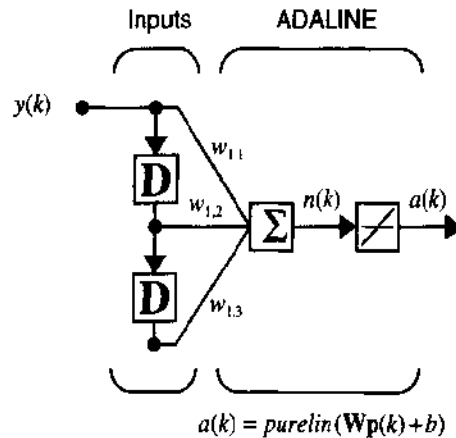 Inputs ADALINE
y(k)
w1,1
D
w1,2
Σ
n(k)
a(k)
D
w1,3
a(k) = purelin(Wp(k)+b)